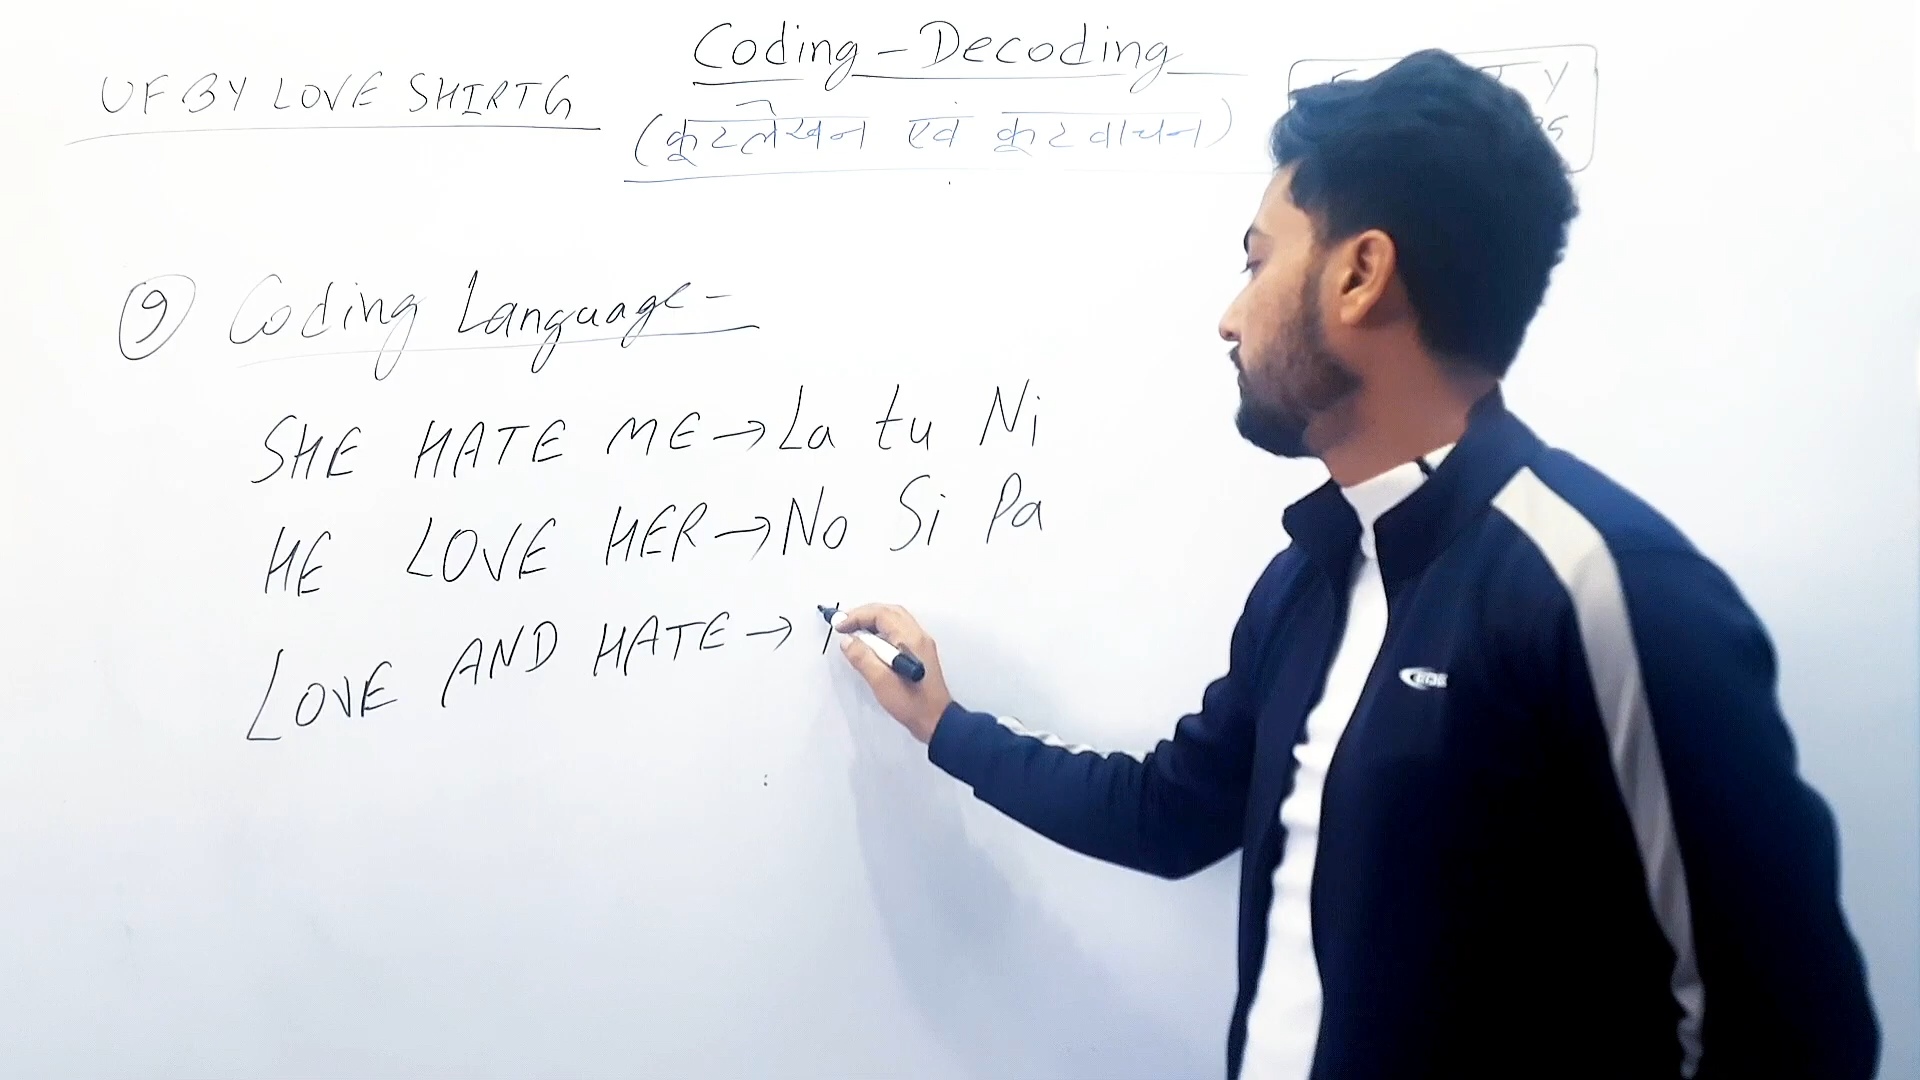 Coding - Decoding
UF BY LOVE SHIRTG
(कूटलेखन एवं कूटवाचन)
9 Coding Language -
SHE HATE ME → La tu Ni
HE LOVE HER → No Si Pa
LOVE AND HATE →